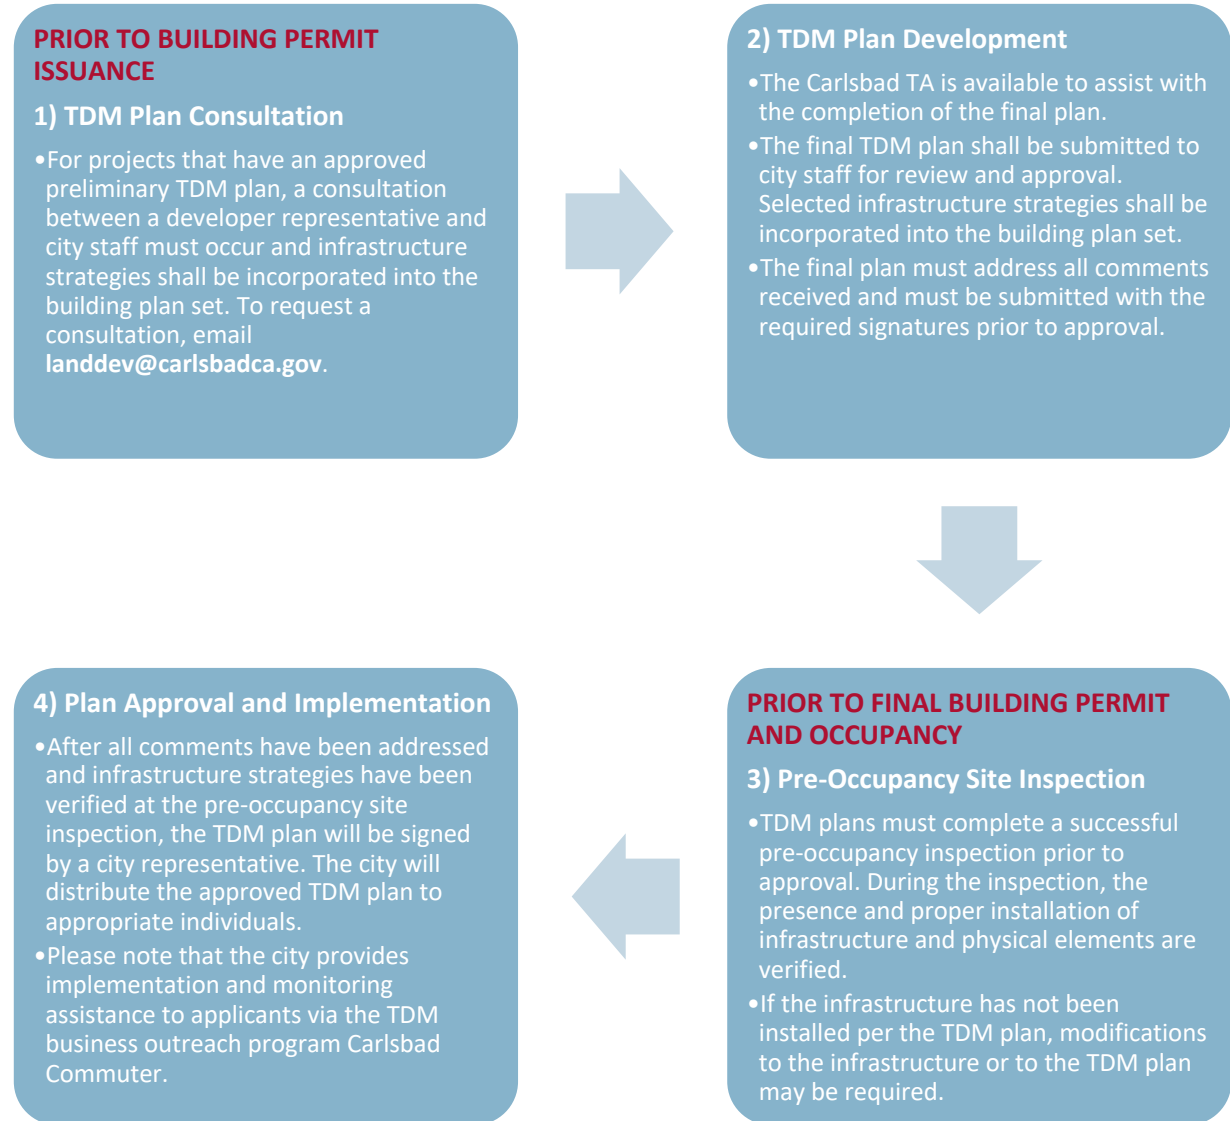 PRIOR TO BUILDING PERMIT
ISSUANCE
1) TDM Plan Consultation
•For projects that have an approved
preliminary TDM plan, a consultation
between a developer representative and
city staff must occur and infrastructure
strategies shall be incorporated into the
building plan set. To request a
consultation, email
landdev@carlsbadca.gov.
2) TDM Plan Development
•The Carlsbad TA is available to assist with
the completion of the final plan.
•The final TDM plan shall be submitted to
city staff for review and approval.
Selected infrastructure strategies shall be
incorporated into the building plan set.
•The final plan must address all comments
received and must be submitted with the
required signatures prior to approval.
PRIOR TO FINAL BUILDING PERMIT
AND OCCUPANCY
3) Pre-Occupancy Site Inspection
•TDM plans must complete a successful
pre-occupancy inspection prior to
approval. During the inspection, the
presence and proper installation of
infrastructure and physical elements are
verified.
•If the infrastructure has not been
installed per the TDM plan, modifications
to the infrastructure or to the TDM plan
may be required.
4) Plan Approval and Implementation
•After all comments have been addressed
and infrastructure strategies have been
verified at the pre-occupancy site
inspection, the TDM plan will be signed
by a city representative. The city will
distribute the approved TDM plan to
appropriate individuals.
•Please note that the city provides
implementation and monitoring
assistance to applicants via the TDM
business outreach program Carlsbad
Commuter.